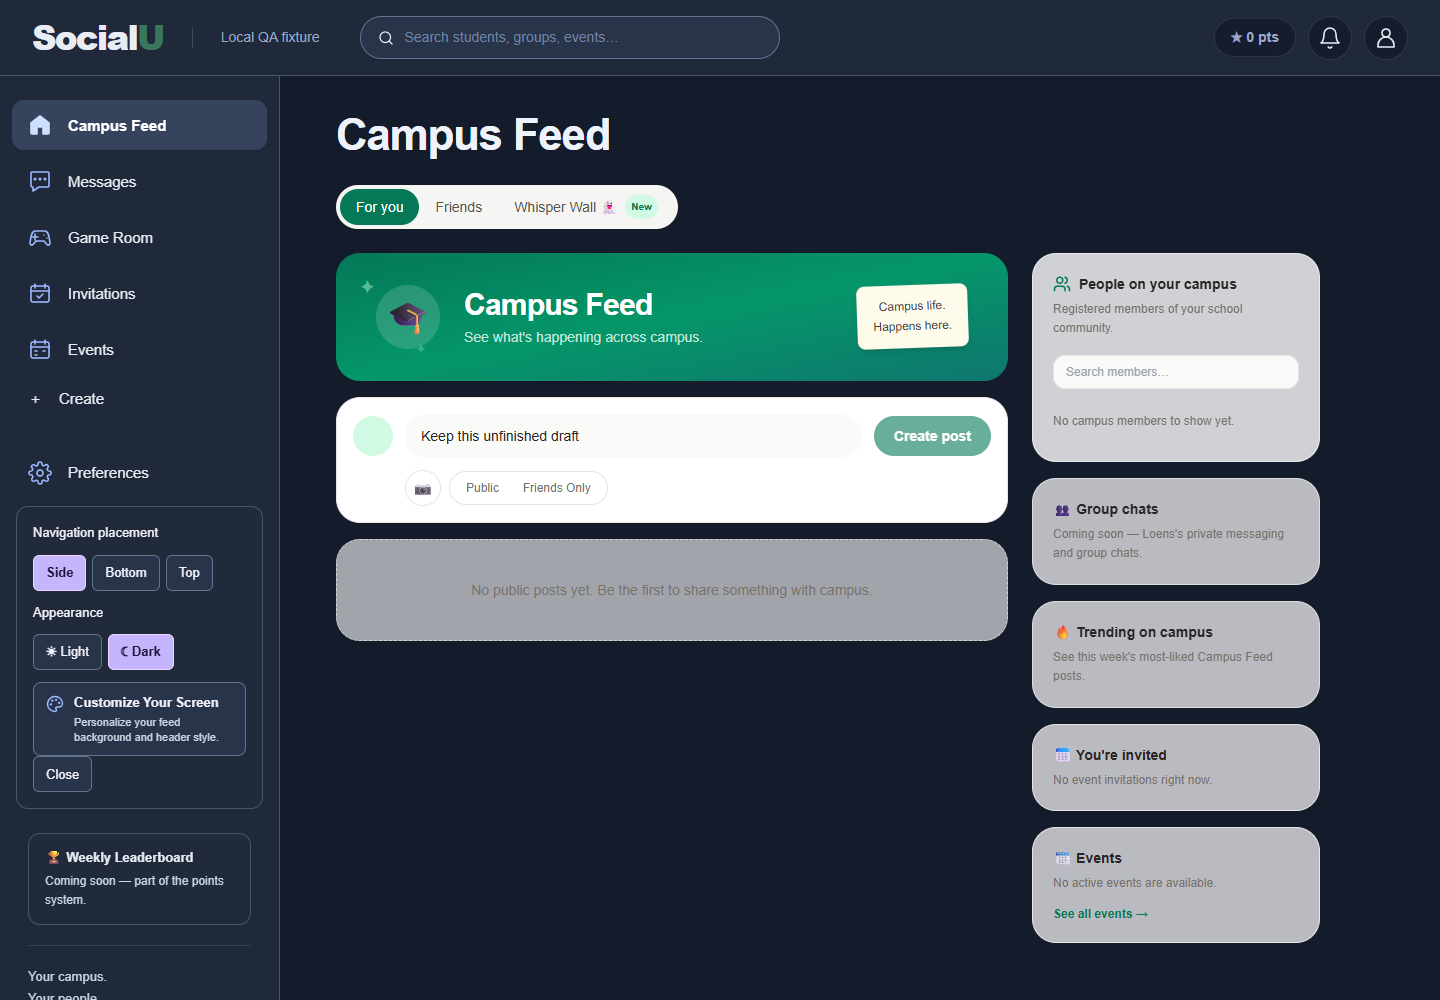 SocialU
Local QA fixture
Search students, groups, events…
★ 0 pts
Campus Feed
Messages
Game Room
Invitations
Events
+ Create
Preferences
Navigation placement
Side
Bottom
Top
Appearance
☀ Light
☾ Dark
Customize Your Screen
Personalize your feed
background and header style.
Close
🏆 Weekly Leaderboard
Coming soon — part of the points
system.
Your campus.
Your people.
Campus Feed
For you
Friends
Whisper Wall 👻 New
Campus Feed
See what's happening across campus.
Campus life.
Happens here.
Keep this unfinished draft
Create post
Public
Friends Only
No public posts yet. Be the first to share something with campus.
People on your campus
Registered members of your school
community.
Search members…
No campus members to show yet.
👥 Group chats
Coming soon — Loens's private messaging
and group chats.
🔥 Trending on campus
See this week's most-liked Campus Feed
posts.
📅 You're invited
No event invitations right now.
📅 Events
No active events are available.
See all events →